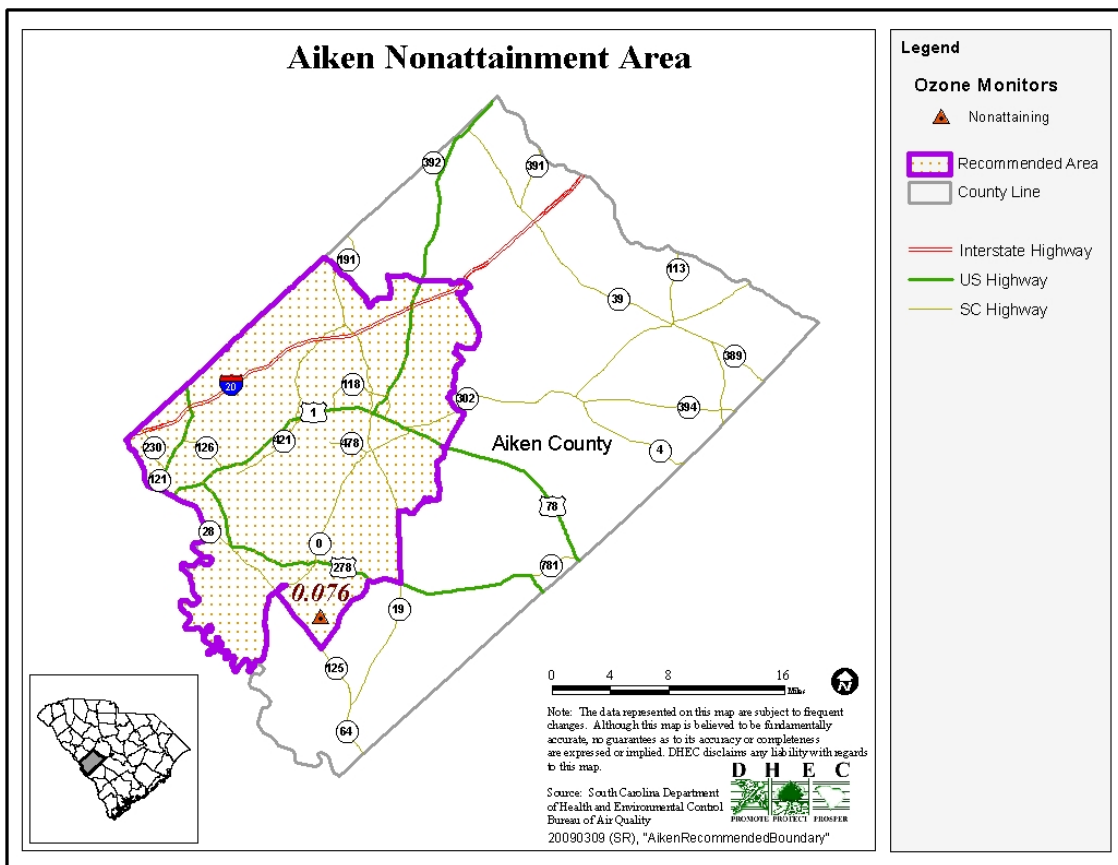 Aiken Nonattainment Area
392
391
191
113
39
389
20
118
302
394
1
421
478
Aiken County
4
230
126
121
78
28
0
781
278
0.076
19
125
64
0 4 8 16
Miles
N
Note: The data represented on this map are subject to frequent
changes. Although this map is believed to be fundamentally
accurate, no guarantees as to its accuracy or completeness
are expressed or implied. DHEC disclaims any liability with regards
to this map.
D H E C
PROMOTE PROTECT PROSPER
Source: South Carolina Department
of Health and Environmental Control
Bureau of Air Quality
20090309 (SR), "AikenRecommendedBoundary"
Legend
Ozone Monitors
Nonattaining
Recommended Area
County Line
Interstate Highway
US Highway
SC Highway